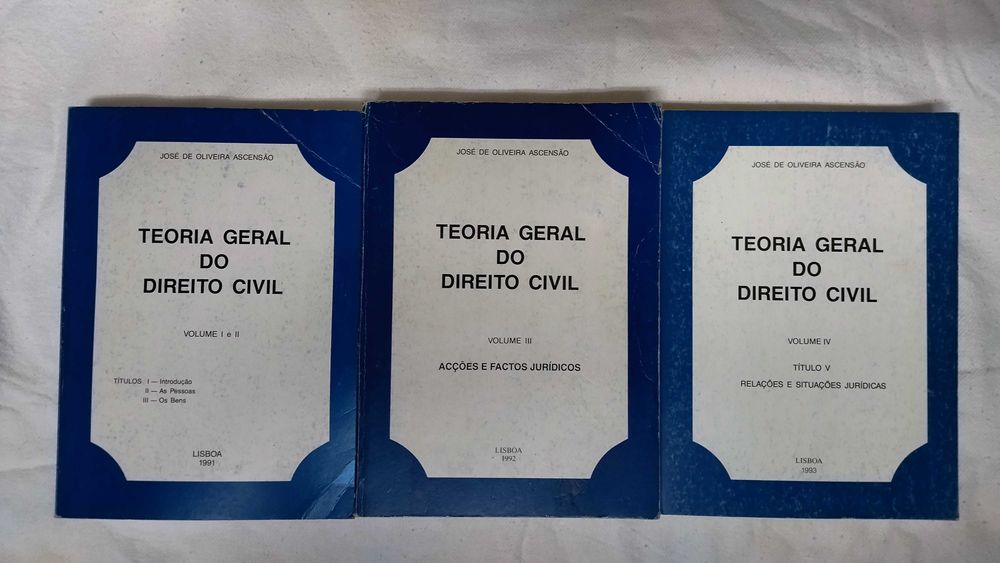 JOSÉ DE OLIVEIRA ASCENSÃO
TEORIA GERAL
DO
DIREITO CIVIL
VOLUME I e II
TÍTULOS I — Introdução
II — As Pessoas
III — Os Bens
LISBOA
1991
JOSÉ DE OLIVEIRA ASCENSÃO
TEORIA GERAL
DO
DIREITO CIVIL
VOLUME III
ACÇÕES E FACTOS JURÍDICOS
LISBOA
1992
JOSÉ DE OLIVEIRA ASCENSÃO
TEORIA GERAL
DO
DIREITO CIVIL
VOLUME IV
TÍTULO V
RELAÇÕES E SITUAÇÕES JURÍDICAS
LISBOA
1993